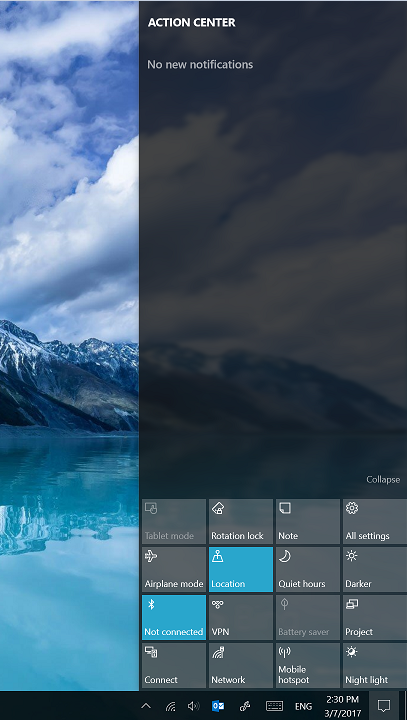 ACTION CENTER
No new notifications
Collapse
Tablet mode
Rotation lock
Note
All settings
Airplane mode
Location
Quiet hours
Darker
Not connected
VPN
Battery saver
Project
Connect
Network
Mobile
hotspot
Night light
ENG
2:30 PM
3/7/2017